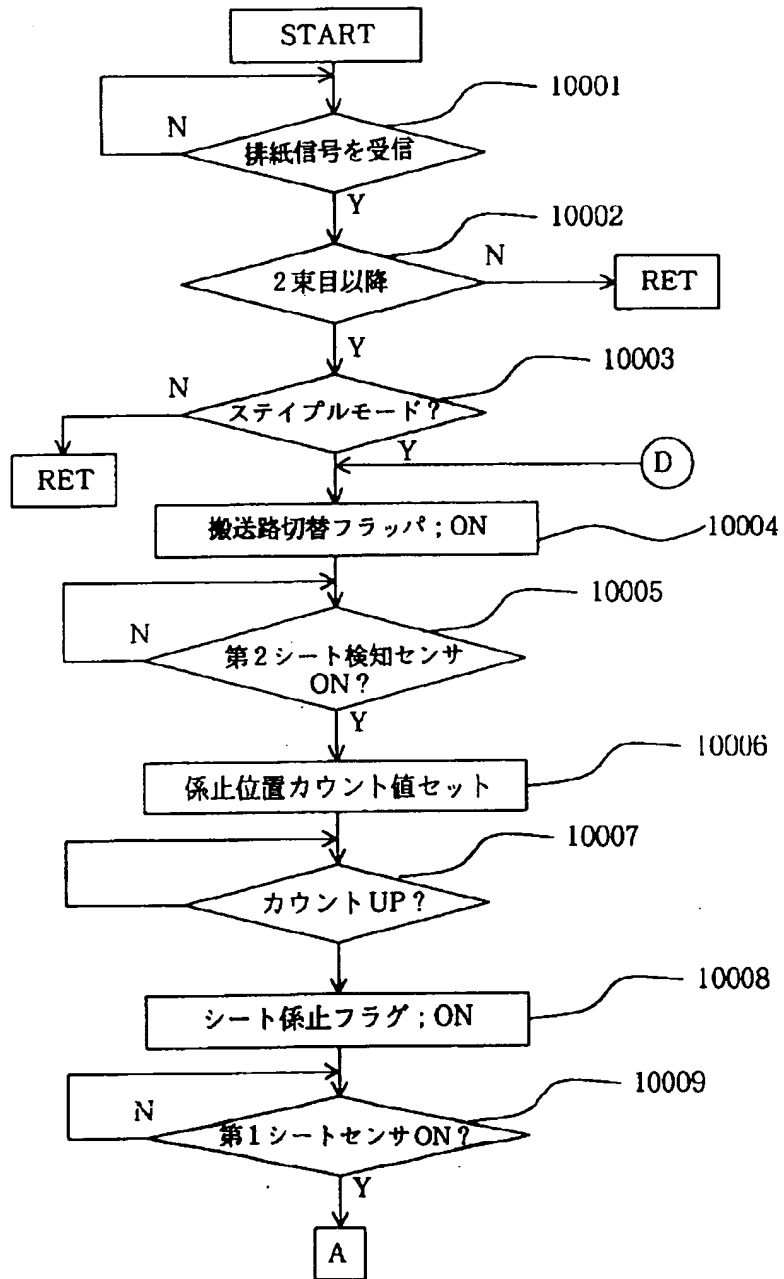 START
10001
N
排紙信号を受信
Y
10002
2束目以降
N
RET
Y
10003
N
ステイプルモード?
RET
Y
D
搬送路切替フラッパ;ON
10004
10005
N
第2シート検知センサ
ON?
Y
10006
係止位置カウント値セット
10007
カウントUP?
10008
シート係止フラグ;ON
10009
N
第1シートセンサON?
Y
A